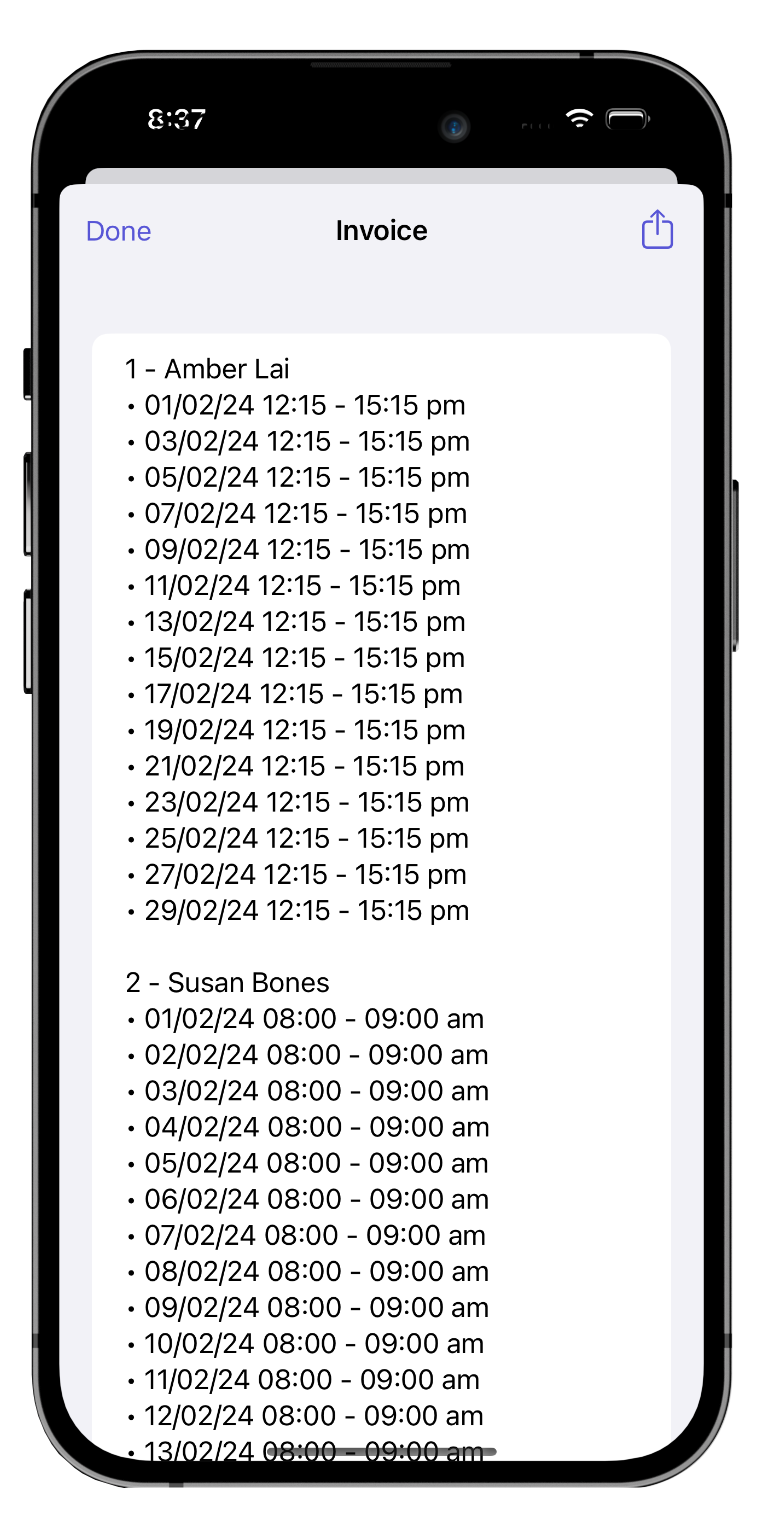 8:37
Done
Invoice
1 - Amber Lai
• 01/02/24 12:15 - 15:15 pm
• 03/02/24 12:15 - 15:15 pm
• 05/02/24 12:15 - 15:15 pm
• 07/02/24 12:15 - 15:15 pm
• 09/02/24 12:15 - 15:15 pm
• 11/02/24 12:15 - 15:15 pm
• 13/02/24 12:15 - 15:15 pm
• 15/02/24 12:15 - 15:15 pm
• 17/02/24 12:15 - 15:15 pm
• 19/02/24 12:15 - 15:15 pm
• 21/02/24 12:15 - 15:15 pm
• 23/02/24 12:15 - 15:15 pm
• 25/02/24 12:15 - 15:15 pm
• 27/02/24 12:15 - 15:15 pm
• 29/02/24 12:15 - 15:15 pm
2 - Susan Bones
• 01/02/24 08:00 - 09:00 am
• 02/02/24 08:00 - 09:00 am
• 03/02/24 08:00 - 09:00 am
• 04/02/24 08:00 - 09:00 am
• 05/02/24 08:00 - 09:00 am
• 06/02/24 08:00 - 09:00 am
• 07/02/24 08:00 - 09:00 am
• 08/02/24 08:00 - 09:00 am
• 09/02/24 08:00 - 09:00 am
• 10/02/24 08:00 - 09:00 am
• 11/02/24 08:00 - 09:00 am
• 12/02/24 08:00 - 09:00 am
• 13/02/24 08:00 - 09:00 am